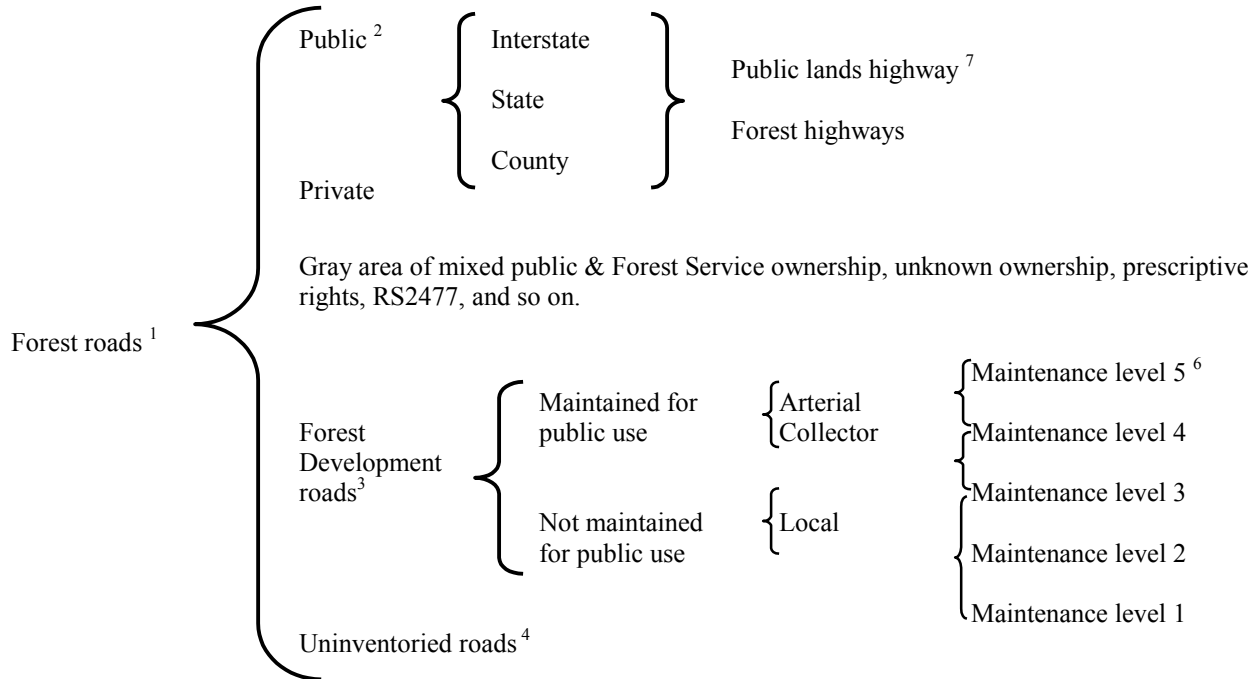 Forest roads 1
Public 2
Interstate
State
County
Public lands highway 7
Forest highways
Private
Gray area of mixed public & Forest Service ownership, unknown ownership, prescriptive
rights, RS2477, and so on.
Forest
Development
roads3
Maintained for
public use
Arterial
Collector
Not maintained
for public use
Local
Maintenance level 5 6
Maintenance level 4
Maintenance level 3
Maintenance level 2
Maintenance level 1
Uninventoried roads 4